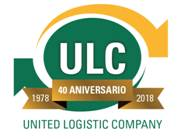 ULC
40 ANIVERSARIO
1978 2018
UNITED LOGISTIC COMPANY